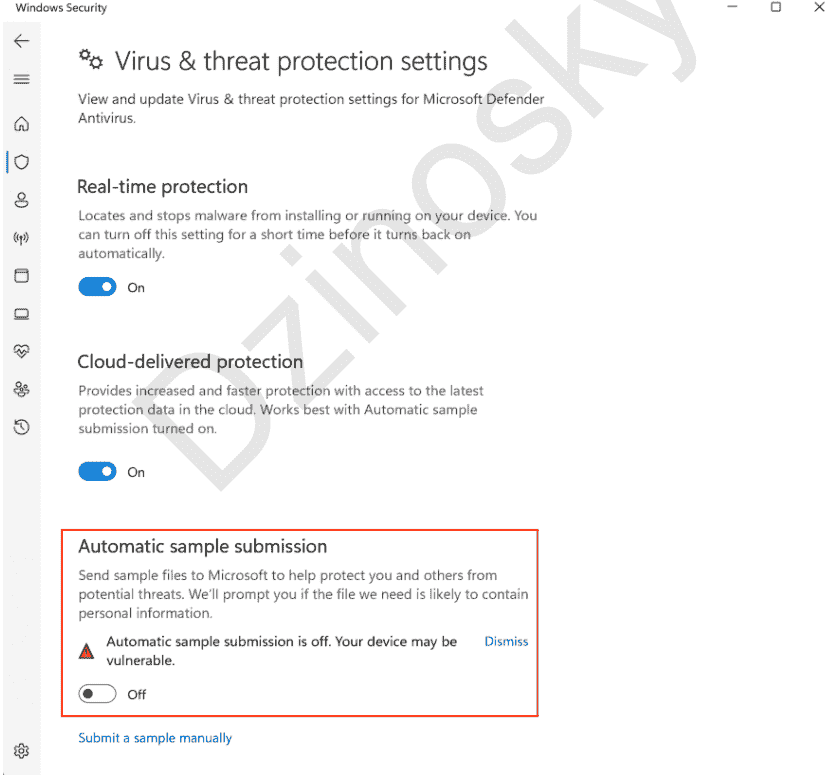 Windows Security
Virus & threat protection settings
View and update Virus & threat protection settings for Microsoft Defender
Antivirus.
Real-time protection
Locates and stops malware from installing or running on your device. You
can turn off this setting for a short time before it turns back on
automatically.
On
Cloud-delivered protection
Provides increased and faster protection with access to the latest
protection data in the cloud. Works best with Automatic sample
submission turned on.
On
Automatic sample submission
Send sample files to Microsoft to help protect you and others from
potential threats. We'll prompt you if the file we need is likely to contain
personal information.
Automatic sample submission is off. Your device may be
vulnerable.
Dismiss
Off
Submit a sample manually
Dzinosky